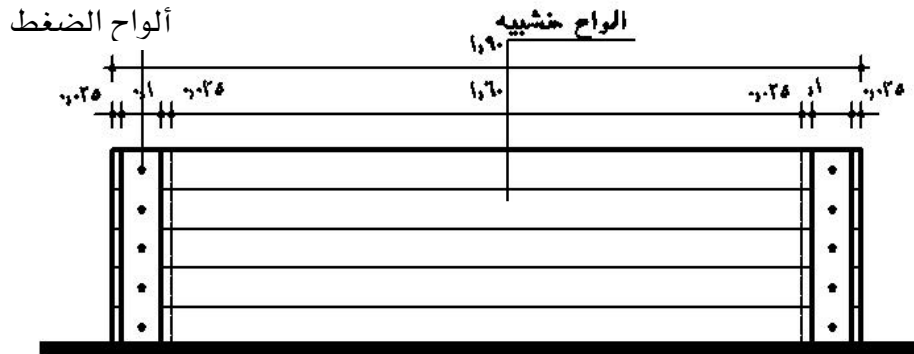 ألواح الضغط
الواح خشبيه
١,٩٠
٠,٠٢٥ ٠,١ ٠,٠٢٥ ١,٦٠ ٠,٠٢٥ ٠,١ ٠,٠٢٥